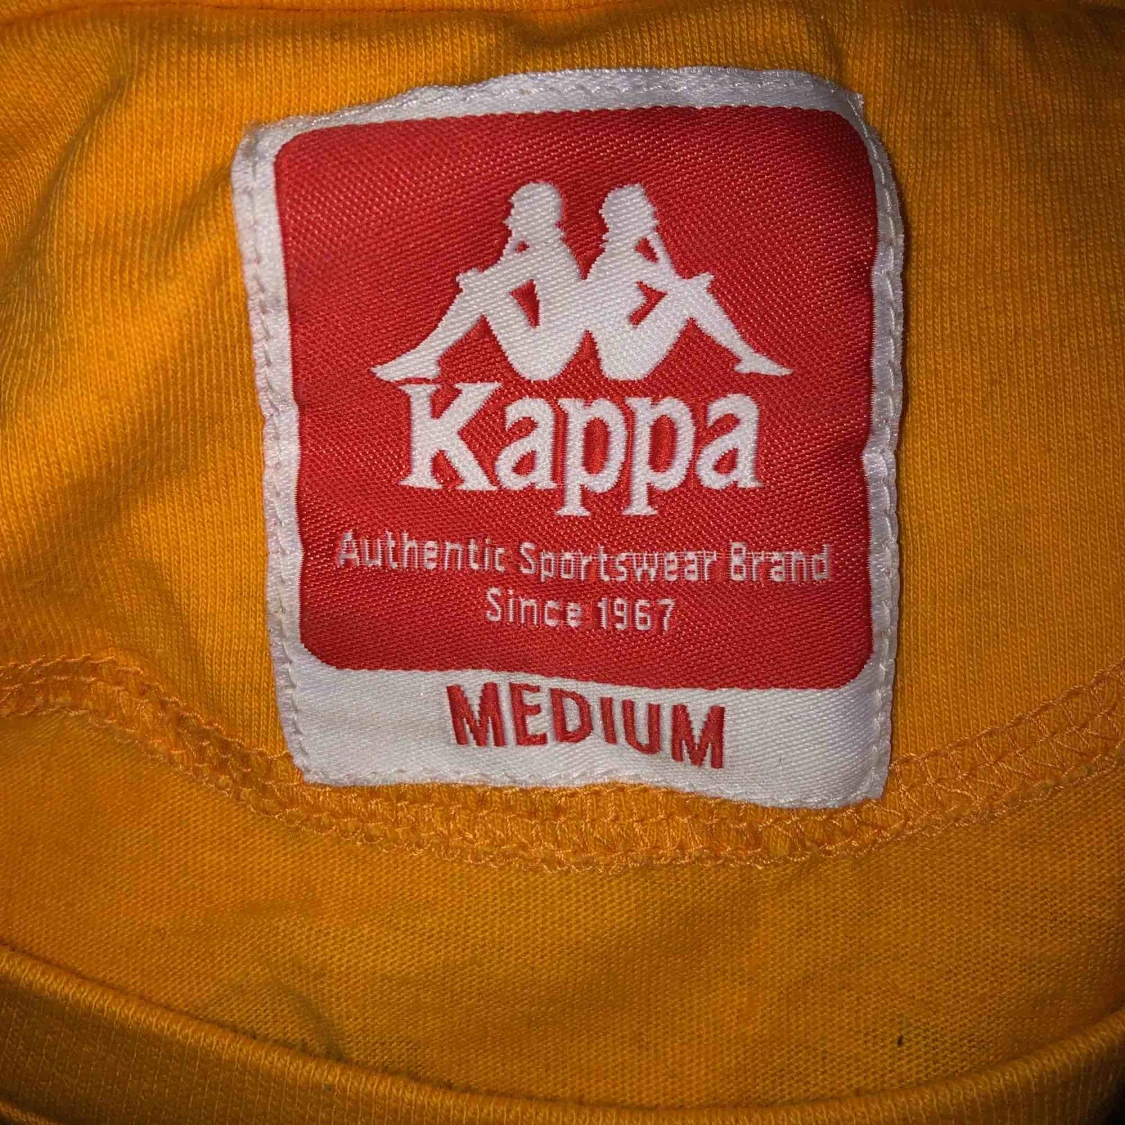 Kappa
Authentic Sportswear Brand
Since 1967
MEDIUM